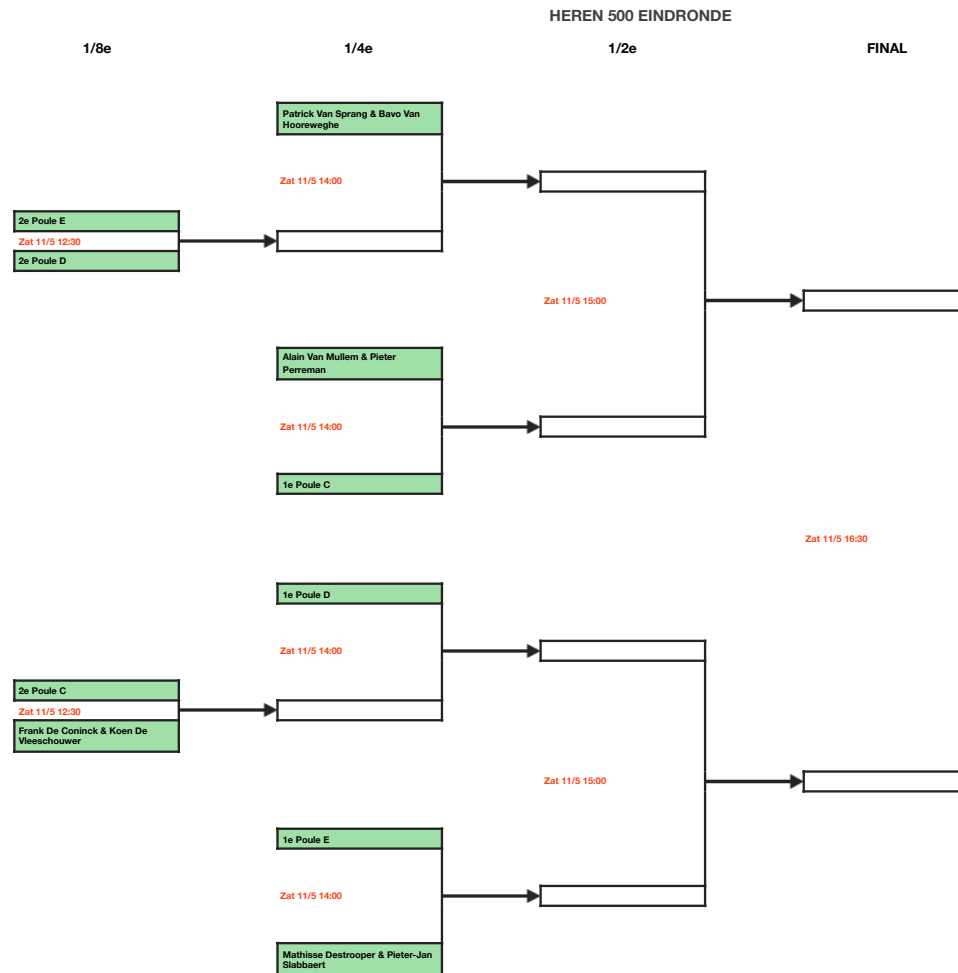 HEREN 500 EINDRONDE
1/8e
1/4e
1/2e
FINAL
Patrick Van Sprang & Bavo Van
Hooreweghe
Zat 11/5 14:00
2e Poule E
Zat 11/5 12:30
2e Poule D
Zat 11/5 15:00
Alain Van Mullem & Pieter
Perreman
Zat 11/5 14:00
1e Poule C
Zat 11/5 16:30
1e Poule D
Zat 11/5 14:00
2e Poule C
Zat 11/5 12:30
Frank De Coninck & Koen De
Vleeschouwer
Zat 11/5 15:00
1e Poule E
Zat 11/5 14:00
Mathisse Destrooper & Pieter-Jan
Slabbaert